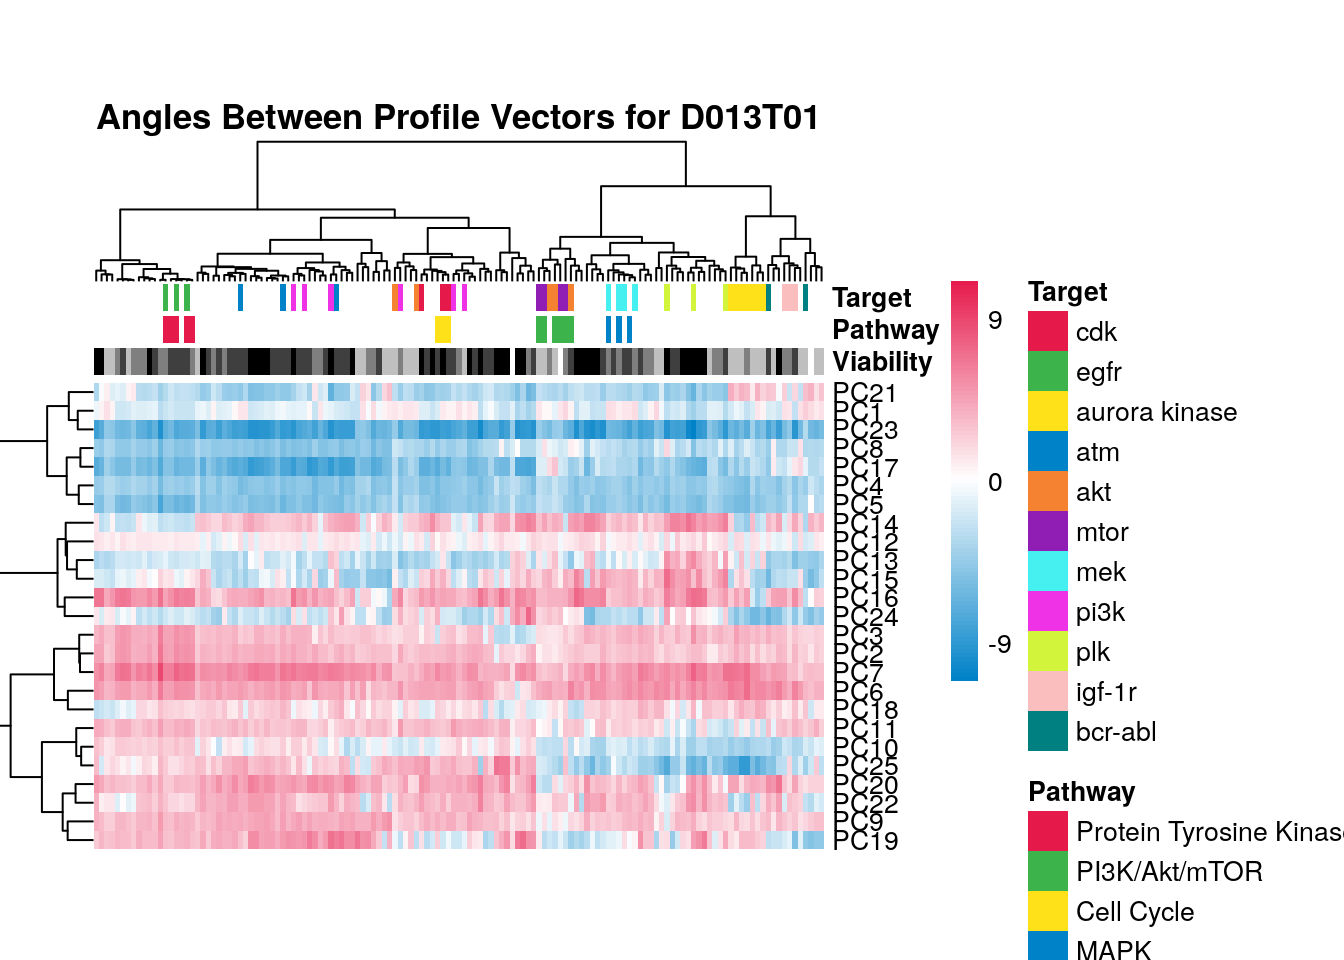 Angles Between Profile Vectors for D013T01
Target
Pathway
Viability
PC21
PC1
PC23
PC8
PC17
PC4
PC5
PC14
PC12
PC13
PC15
PC16
PC24
PC3
PC2
PC7
PC6
PC18
PC11
PC10
PC25
PC20
PC22
PC9
PC19
9
0
-9
Target
cdk
egfr
aurora kinase
atm
akt
mtor
mek
pi3k
plk
igf-1r
bcr-abl
Pathway
Protein Tyrosine Kinase
PI3K/Akt/mTOR
Cell Cycle
MAPK